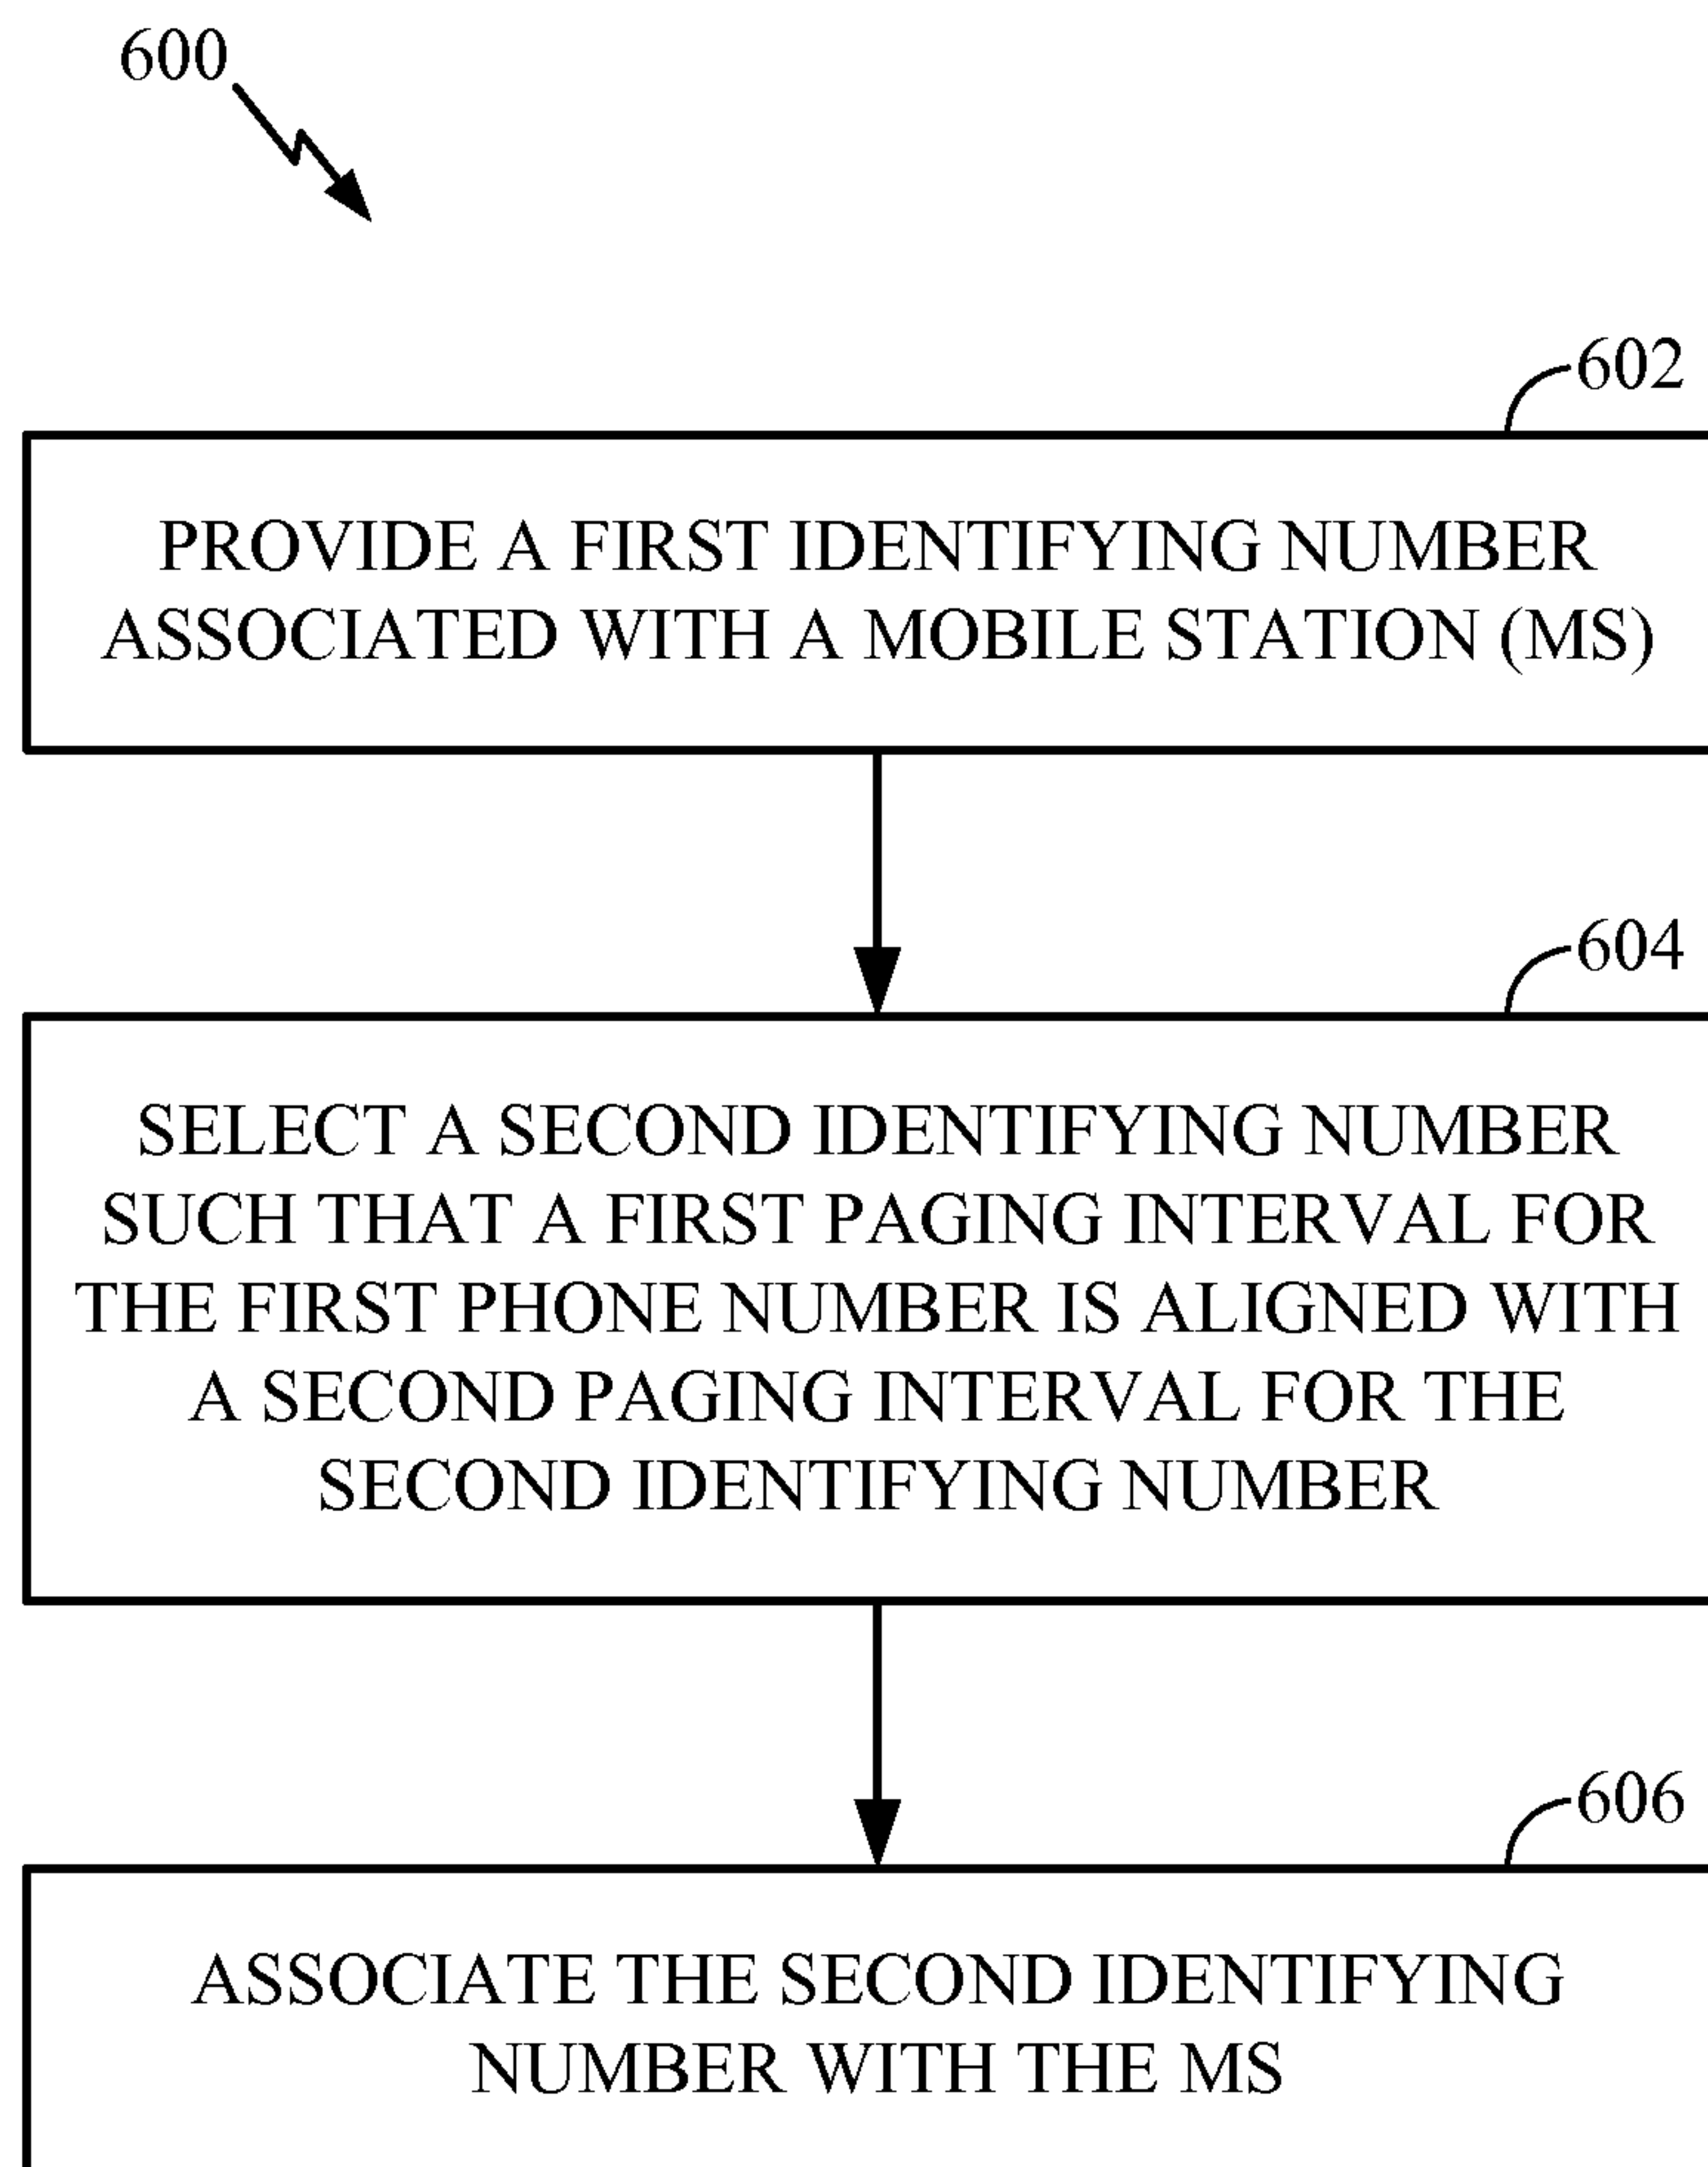 600
602
PROVIDE A FIRST IDENTIFYING NUMBER
ASSOCIATED WITH A MOBILE STATION (MS)
604
SELECT A SECOND IDENTIFYING NUMBER
SUCH THAT A FIRST PAGING INTERVAL FOR
THE FIRST PHONE NUMBER IS ALIGNED WITH
A SECOND PAGING INTERVAL FOR THE
SECOND IDENTIFYING NUMBER
606
ASSOCIATE THE SECOND IDENTIFYING
NUMBER WITH THE MS